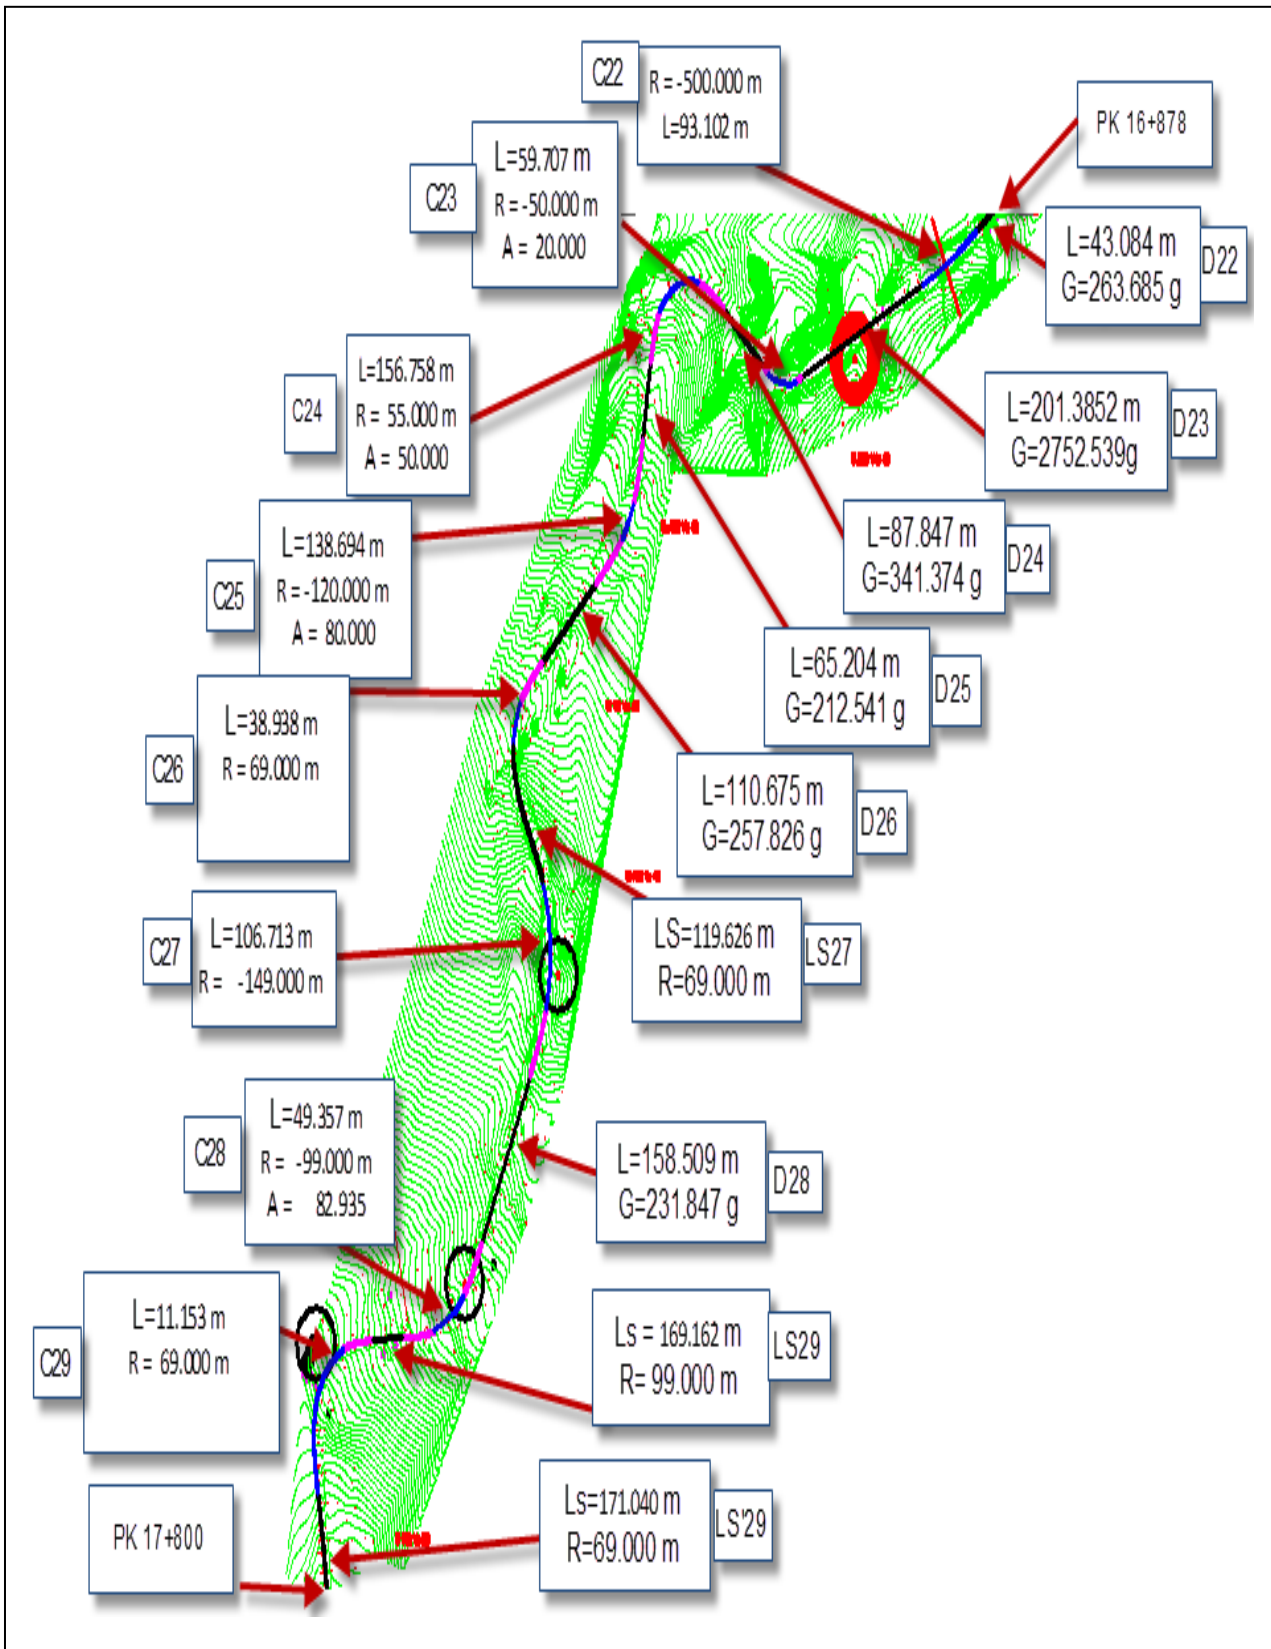 C22
R = -500.000 m
L=93.102 m
PK 16+878
C23
L=59.707 m
R = -50.000 m
A = 20.000
L=43.084 m
G=263.685 g
D22
C24
L=156.758 m
R = 55.000 m
A = 50.000
L=201.3852 m
G=2752.539g
D23
C25
L=138.694 m
R = -120.000 m
A = 80.000
L=87.847 m
G=341.374 g
D24
L=65.204 m
G=212.541 g
D25
C26
L=38.938 m
R = 69.000 m
L=110.675 m
G=257.826 g
D26
C27
L=106.713 m
R = -149.000 m
LS=119.626 m
R=69.000 m
LS27
C28
L=49.357 m
R = -99.000 m
A = 82.935
L=158.509 m
G=231.847 g
D28
C29
L=11.153 m
R = 69.000 m
Ls = 169.162 m
R= 99.000 m
LS29
PK 17+800
Ls=171.040 m
R=69.000 m
LS'29